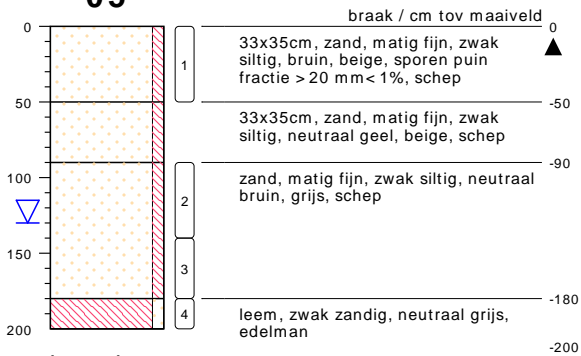 braak / cm tov maaiveld
0
0
33x35cm, zand, matig fijn, zwak
siltig, bruin, beige, sporen puin
fractie >20 mm<1%, schep
1
50
-50
33x35cm, zand, matig fijn, zwak
siltig, neutraal geel, beige, schep
-90
100
zand, matig fijn, zwak siltig, neutraal
bruin, grijs, schep
2
150
3
-180
4
leem, zwak zandig, neutraal grijs,
edelman
200
-200